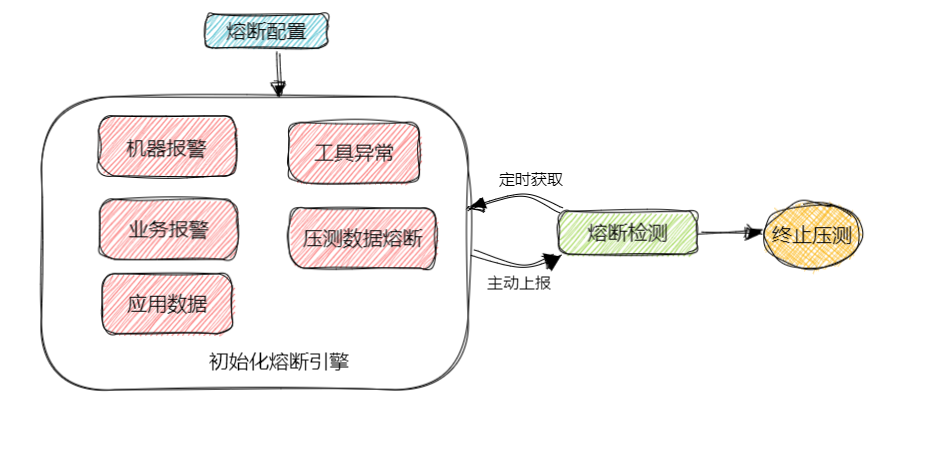 熔断配置
机器报警
工具异常
业务报警
压测数据熔断
应用数据
初始化熔断引擎
定时获取
主动上报
熔断检测
终止压测